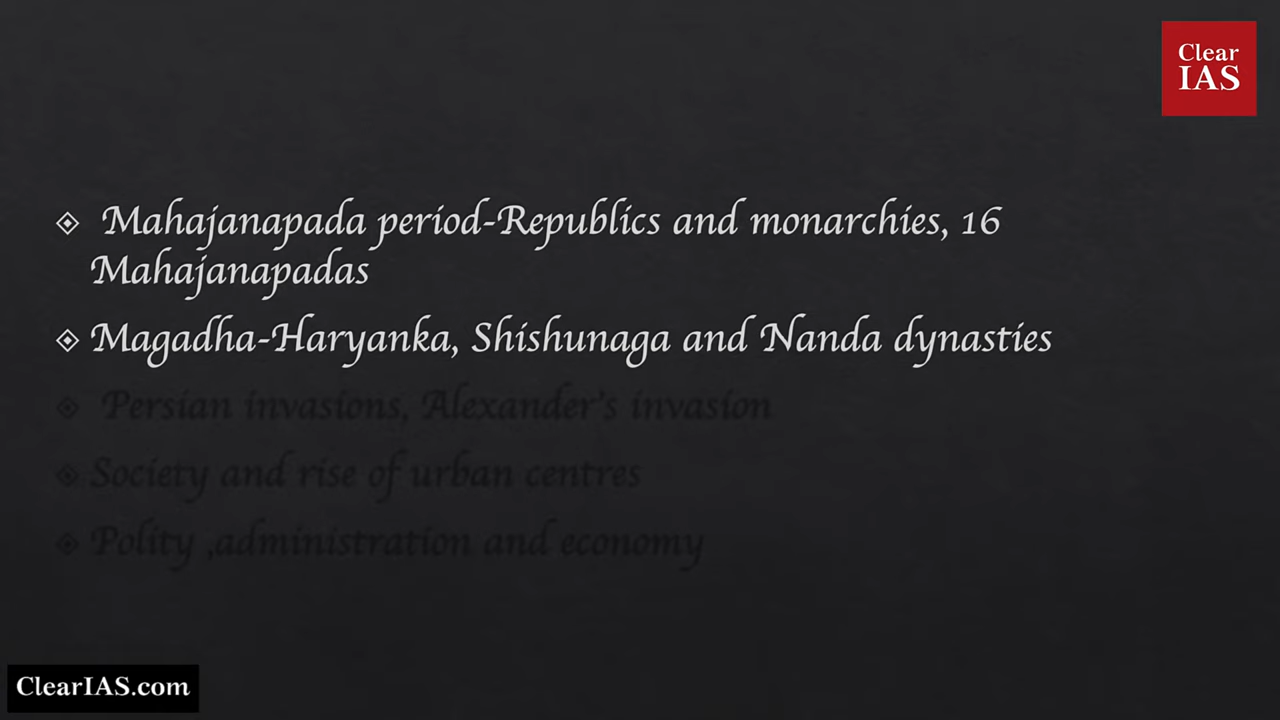 Clear
IAS
Mahajanapada period-Republics and monarchies, 16
Mahajanapadas
Magadha-Haryanka, Shishunaga and Nanda dynasties
Persian invasions, Alexander's invasion
Society and rise of urban centres
Polity ,administration and economy
ClearIAS.com